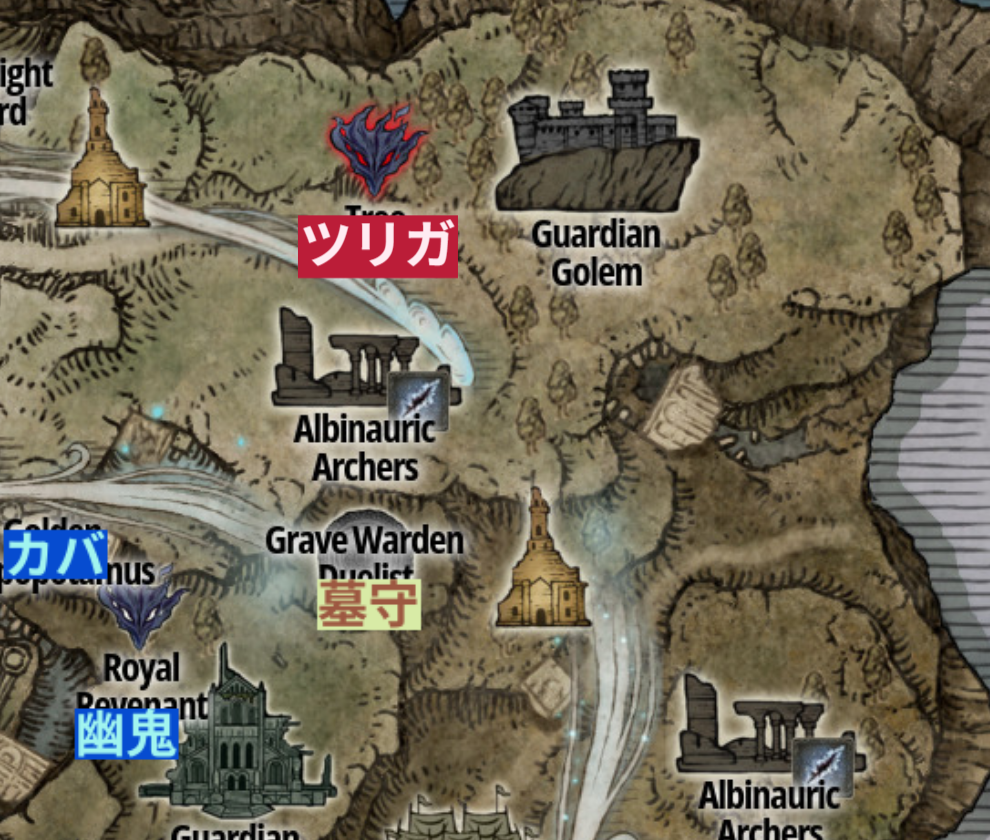 ight
rd
Tree
ツリガ
Guardian
Golem
Albinauric
Archers
Golden
カバ
popotamus
Grave Warden
Duelist
墓守
Royal
Revenant
幽鬼
Albinauric
Archers
Guardian